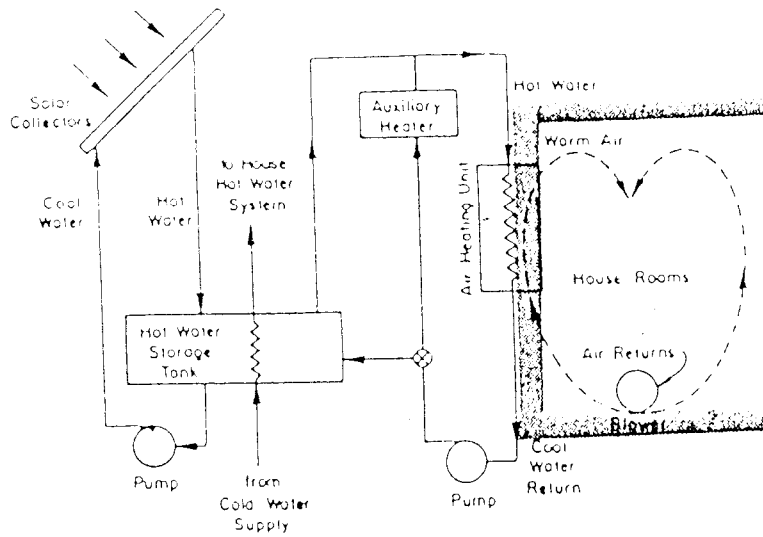 Solar
Collectors
Cool
Water
Hot
Water
to House
Hot Water
System
Auxiliary
Heater
Hot Water
Warm Air
Air Heating Unit
House Rooms
Air Returns
Blower
Hot Water
Storage
Tank
Pump
from
Cold Water
Supply
Pump
Cool
Water
Return